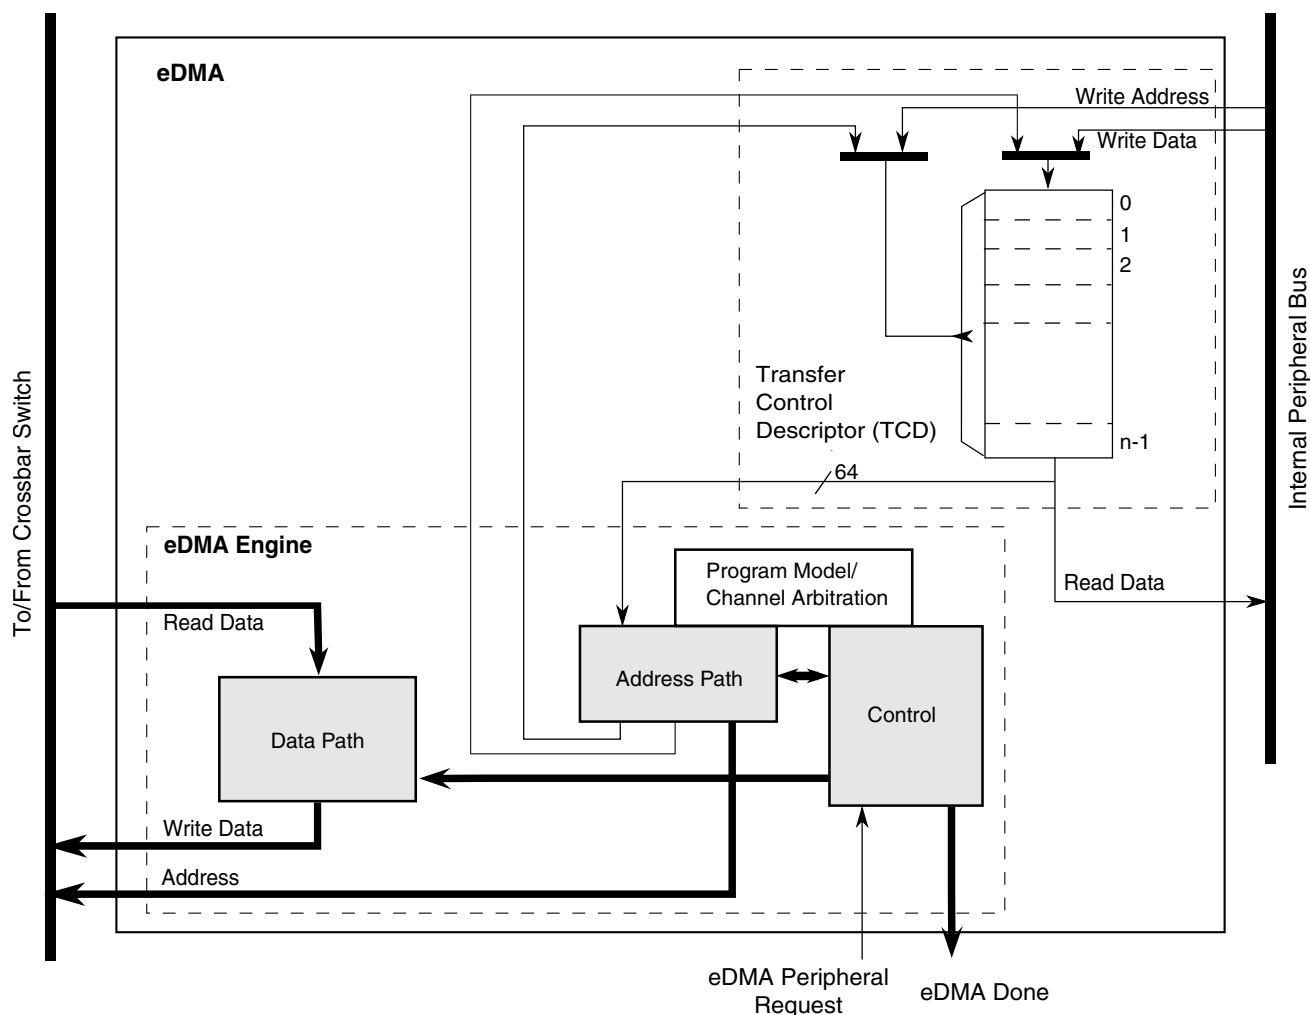 eDMA
Write Address
Write Data
0
1
2
n-1
Transfer
Control
Descriptor (TCD)
64
Internal Peripheral Bus
To/From Crossbar Switch
eDMA Engine
Program Model/
Channel Arbitration
Read Data
Read Data
Address Path
Control
Data Path
Write Data
Address
eDMA Peripheral
Request
eDMA Done